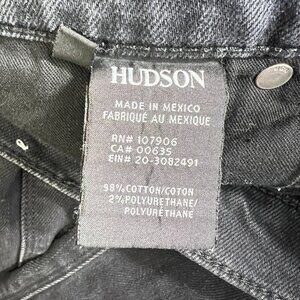 HUDSON
MADE IN MEXICO
FABRIQUÉ AU MEXIQUE
RN# 107906
CA# 00635
EIN# 20-3082491
98% COTTON/COTON
2% POLYURETHANE/
POLYURÉTHANE